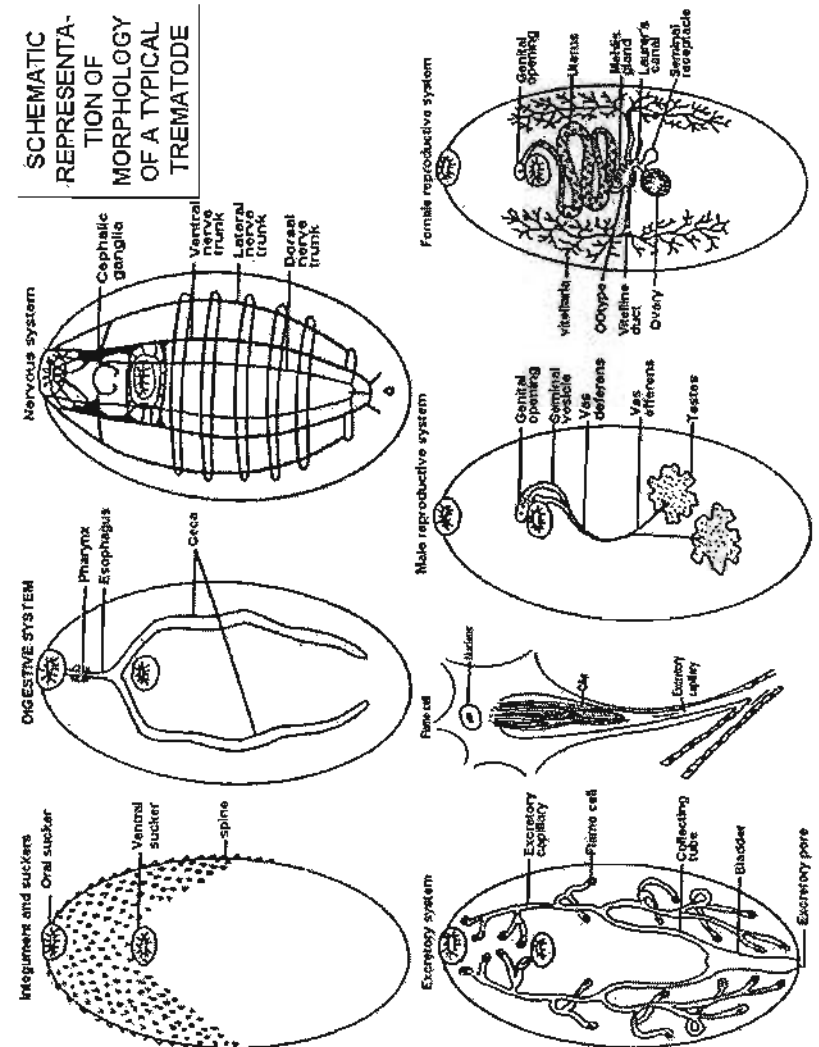 SCHEMATIC
REPRESENTA-
TION OF
MORPHOLOGY
OF A TYPICAL
TREMATODE
Integument and suckers
Oral sucker
Ventral
sucker
spine
DIGESTIVE SYSTEM
Pharynx
Esophagus
Ceca
Nervous system
Cephalic
ganglia
Ventral
nerve
trunk
Lateral
nerve
trunk
Dorsal
nerve
trunk
Excretory system
Excretory
capillary
Flame cell
Collecting
tube
Bladder
Excretory pore
Flame cell
Nucleus
Cilia
Excretory
capillary
Male reproductive system
Genital
opening
Seminal
vesicle
Vas
deferens
Vas
efferens
Testes
Female reproductive system
Genital
opening
Uterus
Mehlis
gland
Laurer's
canal
Seminal
receptacle
vitellaria
OOtype
Vitelline
duct
Ovary